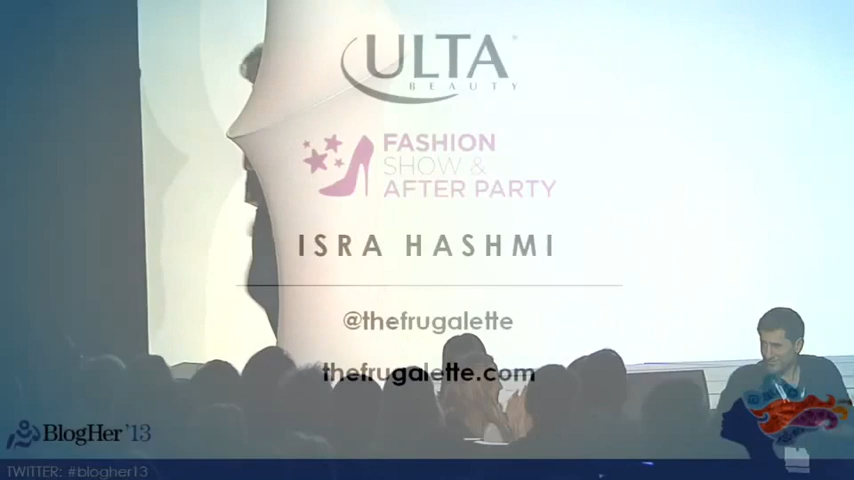 ULTA
BEAUTY
FASHION
SHOW &
AFTER PARTY
ISRA HASHMI
@thefrugalette
thefrugalette.com
BlogHer '13
TWITTER: #blogher13